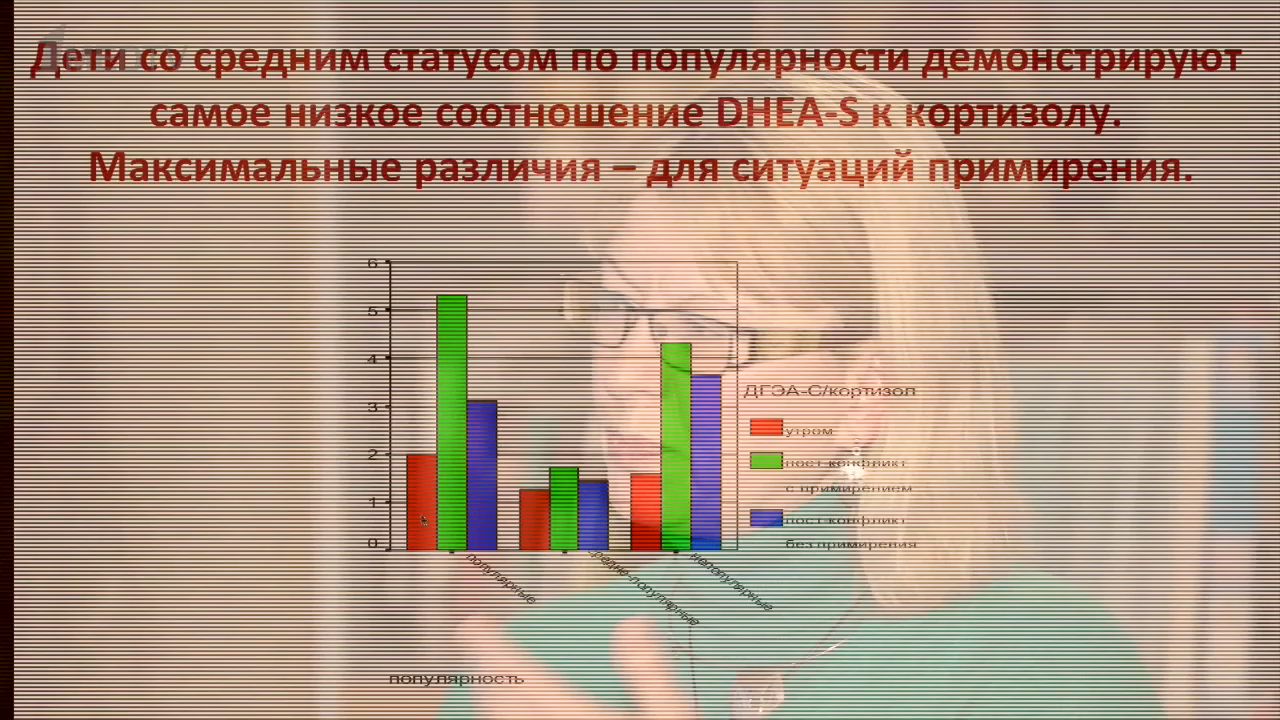 Дети со средним статусом по популярности демонстрируют
самое низкое соотношение DHEA-S к кортизолу.
Максимальные различия – для ситуаций примирения.
6
5
4
3
2
1
0
ДГЭА-С/кортизол
утром
пост-конфликт
с примирением
пост-конфликт
без примирения
популярные
средне-популярные
непопулярные
популярность